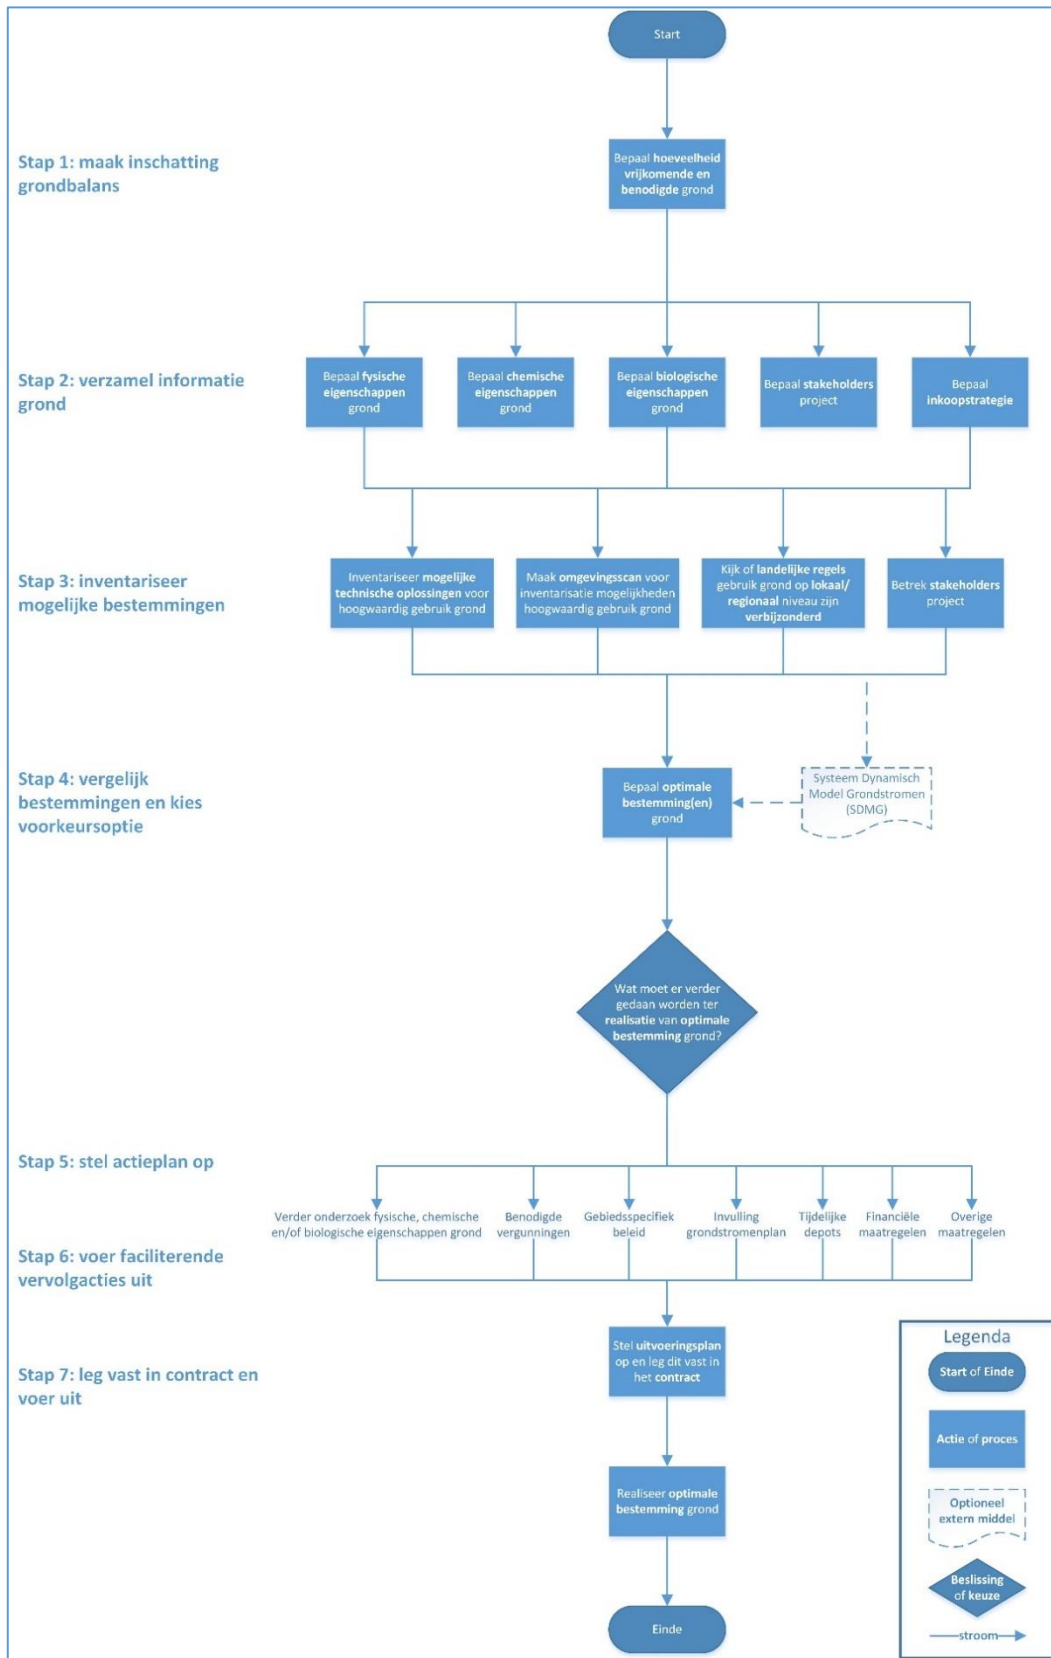 Start
Stap 1: maak inschatting
grondbalans
Bepaal hoeveelheid
vrijkomende en
benodigde grond
Stap 2: verzamel informatie
grond
Bepaal fysische
eigenschappen
grond
Bepaal chemische
eigenschappen
grond
Bepaal biologische
eigenschappen
grond
Bepaal stakeholders
project
Bepaal
inkoopstrategie
Stap 3: inventariseer
mogelijke bestemmingen
Inventariseer mogelijke
technische oplossingen voor
hoogwaardig gebruik grond
Maak omgevingsscan voor
inventarisatie mogelijkheden
hoogwaardig gebruik grond
Kijk of landelijke regels
gebruik grond op lokaal/
regionaal niveau zijn
verbijzonderd
Betrek stakeholders
project
Stap 4: vergelijk
bestemmingen en kies
voorkeursoptie
Bepaal optimale
bestemming(en)
grond
Systeem Dynamisch
Model Grondstromen
(SDMG)
Wat moet er verder
gedaan worden ter
realisatie van optimale
bestemming grond?
Stap 5: stel actieplan op
Verder onderzoek fysische, chemische
en/of biologische eigenschappen grond
Benodigde
vergunningen
Gebiedsspecifiek
beleid
Invulling
grondstromenplan
Tijdelijke
depots
Financiële
maatregelen
Overige
maatregelen
Stap 6: voer faciliterende
vervolgacties uit
Stap 7: leg vast in contract en
voer uit
Stel uitvoeringsplan
op en leg dit vast in
het contract
Realiseer optimale
bestemming grond
Einde
Legenda
Start of Einde
Actie of proces
Optioneel
extern middel
Beslissing
of keuze
stroom